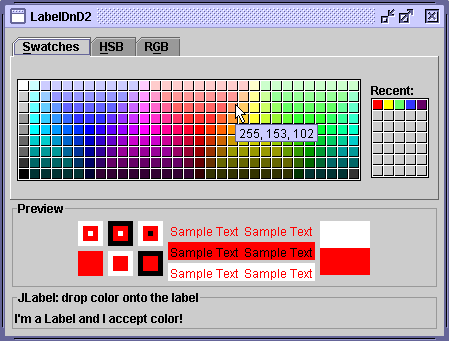 LabelDnD2
Swatches HSB RGB
Recent:
255, 153, 102
Preview
Sample Text Sample Text
Sample Text Sample Text
Sample Text Sample Text
JLabel: drop color onto the label
I'm a Label and I accept color!